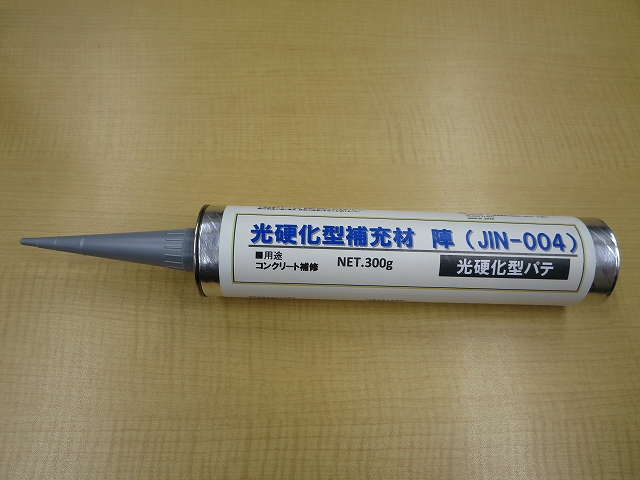 光硬化型補充材 陣（JIN-004）
■用途
コンクリート補修
NET.300g
光硬化型パテ